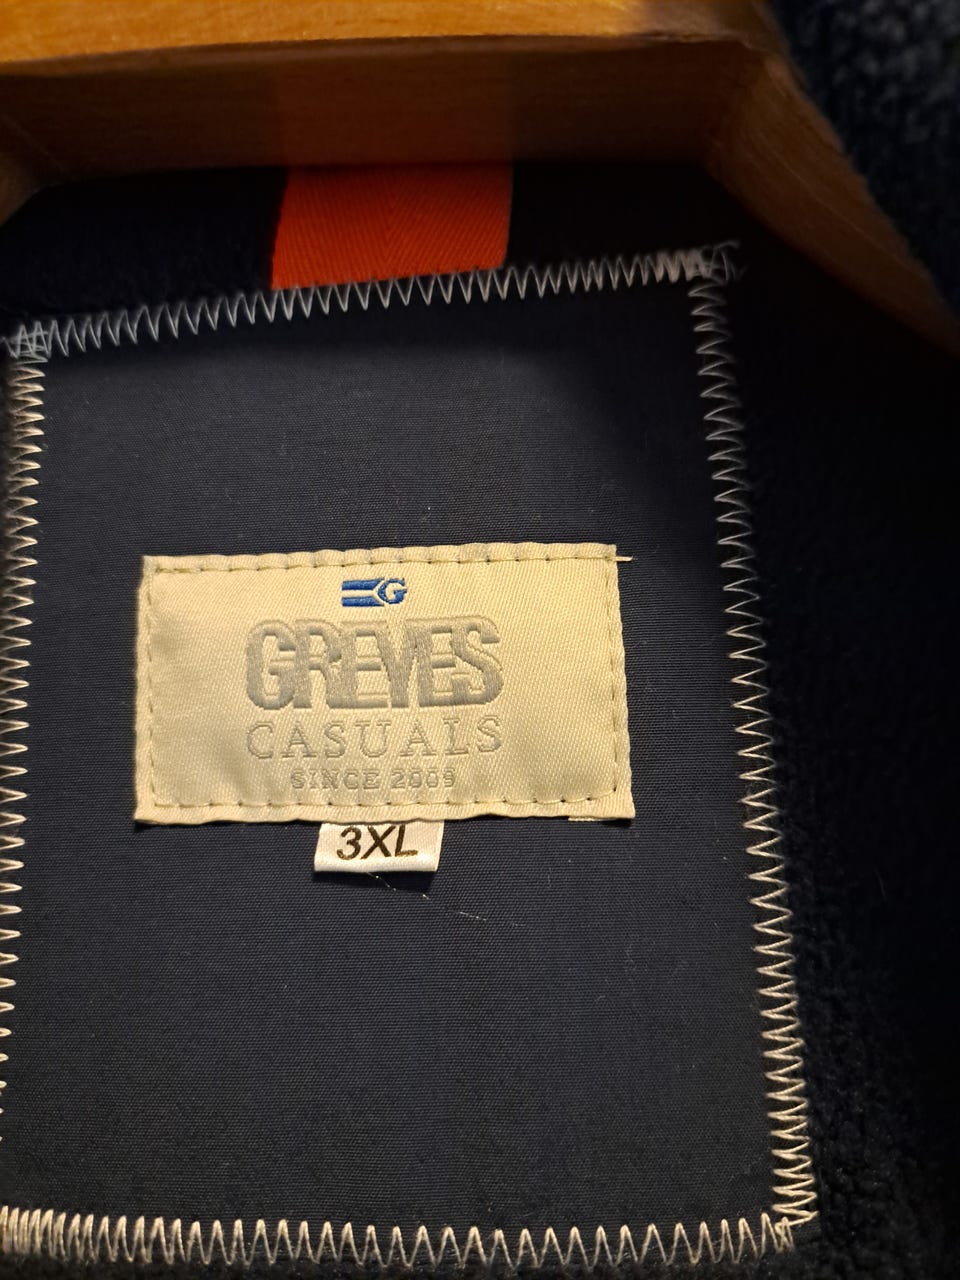 G
GREVES
CASUALS
SINCE 2009
3XL